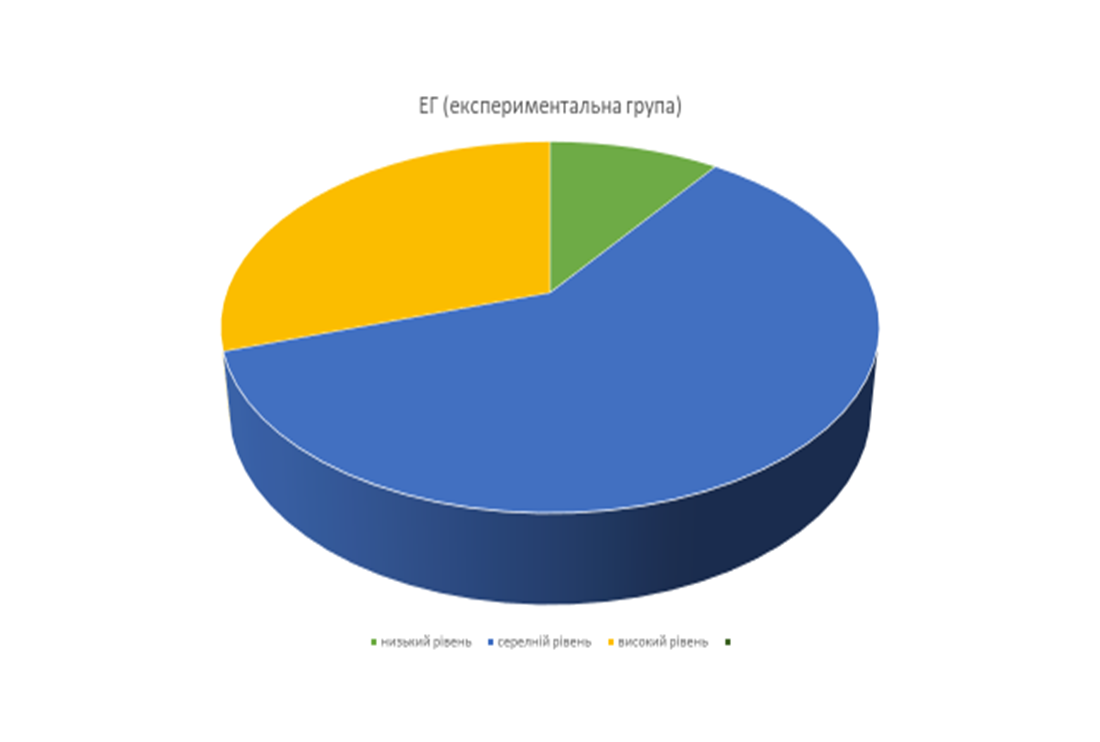 ЕГ (експериментальна група)
низький рівень серелній рівень високий рівень